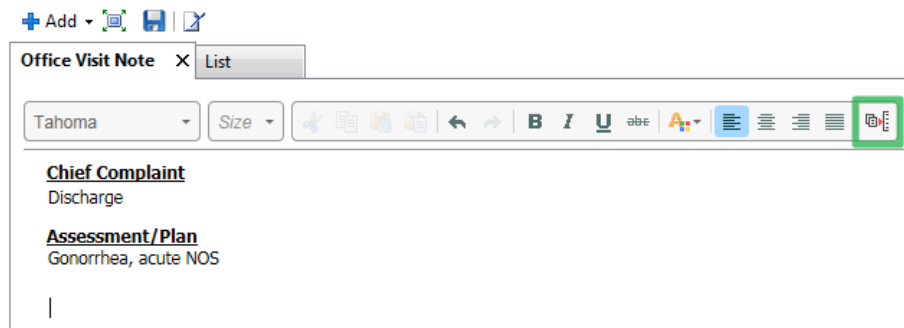 Add
Office Visit Note X List
Tahoma Size B I U abc A
Chief Complaint
Discharge
Assessment/Plan
Gonorrhea, acute NOS